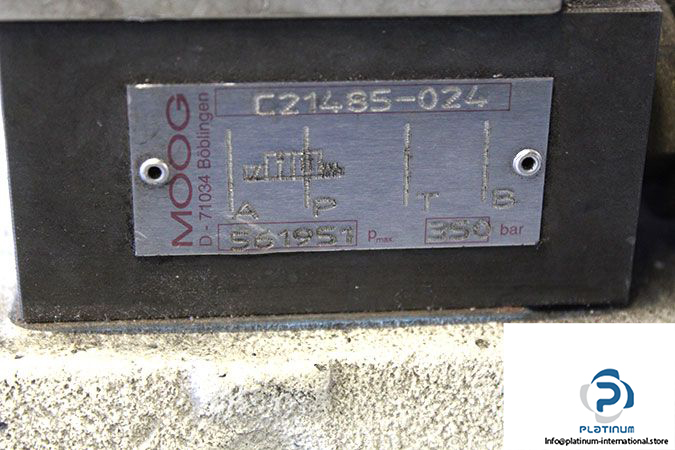 MOOG
D - 71034 Böblingen
C21485-024
A P T B
561951 pmax. 350 bar
PLATINUM
Info@platinum-international.store